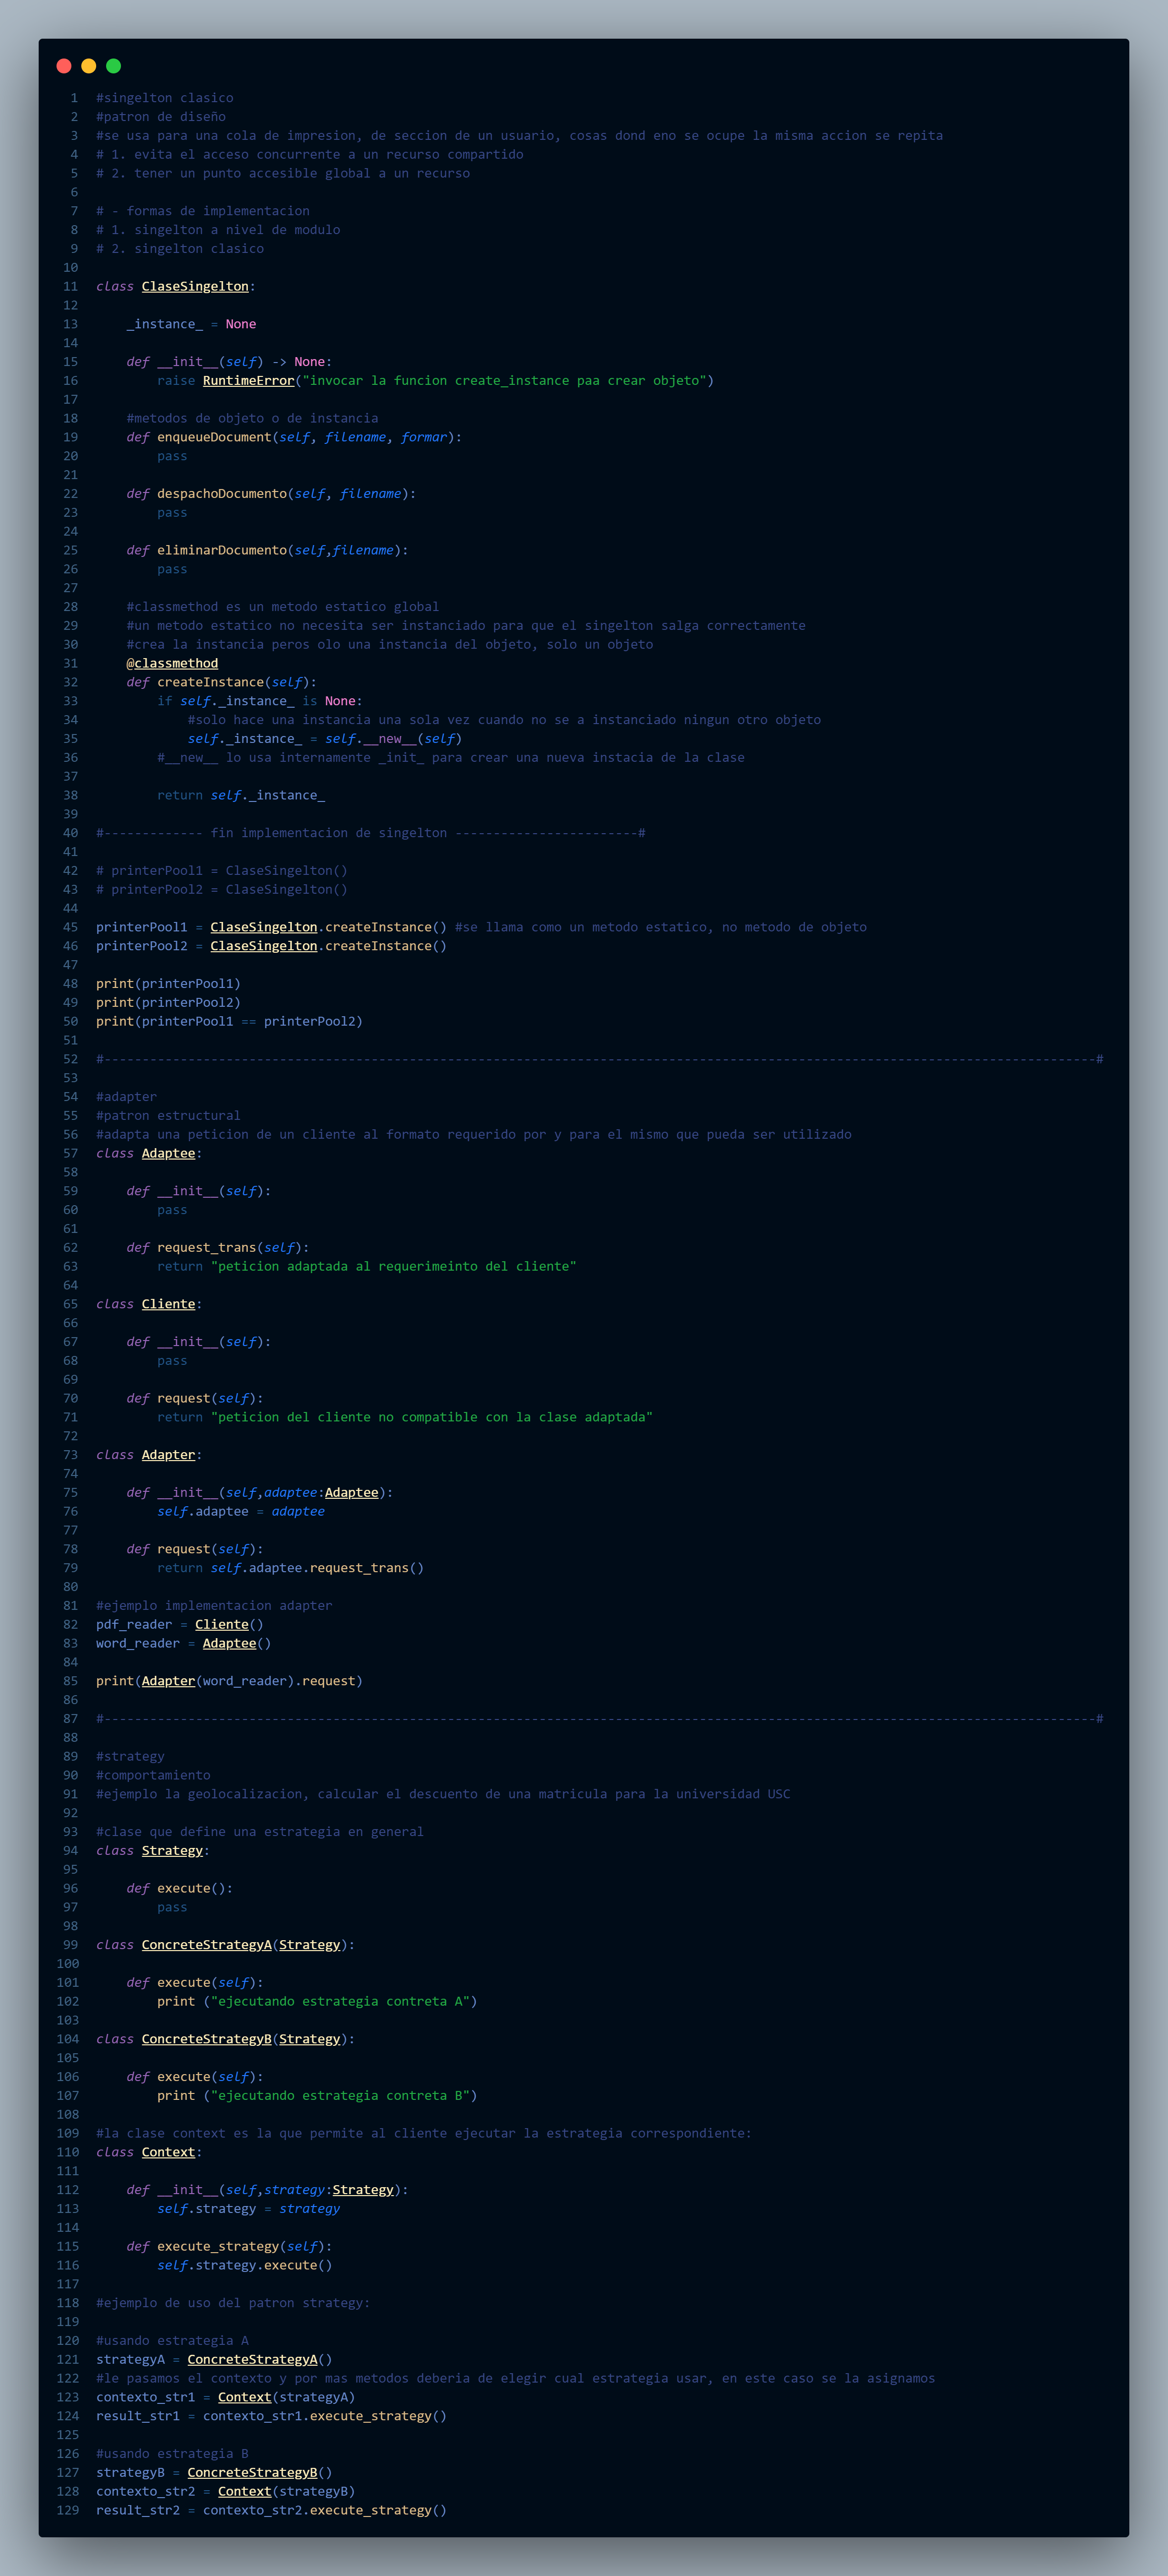 1 #singelton clasico
2 #patron de diseño
3 #se usa para una cola de impresion, de seccion de un usuario, cosas dond eno se ocupe la misma accion se repita
4 # 1. evita el acceso concurrente a un recurso compartido
5 # 2. tener un punto accesible global a un recurso
6
7 # - formas de implementacion
8 # 1. singelton a nivel de modulo
9 # 2. singelton clasico
10
11 class ClaseSingelton:
12
13     _instance_ = None
14
15     def __init__(self) -> None:
16         raise RuntimeError("invocar la funcion create_instance paa crear objeto")
17
18     #metodos de objeto o de instancia
19     def enqueueDocument(self, filename, formar):
20         pass
21
22     def despachoDocumento(self, filename):
23         pass
24
25     def eliminarDocumento(self,filename):
26         pass
27
28     #classmethod es un metodo estatico global
29     #un metodo estatico no necesita ser instanciado para que el singelton salga correctamente
30     #crea la instancia peros olo una instancia del objeto, solo un objeto
31     @classmethod
32     def createInstance(self):
33         if self._instance_ is None:
34             #solo hace una instancia una sola vez cuando no se a instanciado ningun otro objeto
35             self._instance_ = self.__new__(self)
36         #__new__ lo usa internamente _init_ para crear una nueva instacia de la clase
37
38         return self._instance_
39
40 #------------- fin implementacion de singelton ------------------------#
41
42 # printerPool1 = ClaseSingelton()
43 # printerPool2 = ClaseSingelton()
44
45 printerPool1 = ClaseSingelton.createInstance() #se llama como un metodo estatico, no metodo de objeto
46 printerPool2 = ClaseSingelton.createInstance()
47
48 print(printerPool1)
49 print(printerPool2)
50 print(printerPool1 == printerPool2)
51
52 #----------------------------------------------------------------------------------------------------------------------------------#
53
54 #adapter
55 #patron estructural
56 #adapta una peticion de un cliente al formato requerido por y para el mismo que pueda ser utilizado
57 class Adaptee:
58
59     def __init__(self):
60         pass
61
62     def request_trans(self):
63         return "peticion adaptada al requerimeinto del cliente"
64
65 class Cliente:
66
67     def __init__(self):
68         pass
69
70     def request(self):
71         return "peticion del cliente no compatible con la clase adaptada"
72
73 class Adapter:
74
75     def __init__(self,adaptee:Adaptee):
76         self.adaptee = adaptee
77
78     def request(self):
79         return self.adaptee.request_trans()
80
81 #ejemplo implementacion adapter
82 pdf_reader = Cliente()
83 word_reader = Adaptee()
84
85 print(Adapter(word_reader).request)
86
87 #----------------------------------------------------------------------------------------------------------------------------------#
88
89 #strategy
90 #comportamiento
91 #ejemplo la geolocalizacion, calcular el descuento de una matricula para la universidad USC
92
93 #clase que define una estrategia en general
94 class Strategy:
95
96     def execute():
97         pass
98
99 class ConcreteStrategyA(Strategy):
100
101     def execute(self):
102         print ("ejecutando estrategia contreta A")
103
104 class ConcreteStrategyB(Strategy):
105
106     def execute(self):
107         print ("ejecutando estrategia contreta B")
108
109 #la clase context es la que permite al cliente ejecutar la estrategia correspondiente:
110 class Context:
111
112     def __init__(self,strategy:Strategy):
113         self.strategy = strategy
114
115     def execute_strategy(self):
116         self.strategy.execute()
117
118 #ejemplo de uso del patron strategy:
119
120 #usando estrategia A
121 strategyA = ConcreteStrategyA()
122 #le pasamos el contexto y por mas metodos deberia de elegir cual estrategia usar, en este caso se la asignamos
123 contexto_str1 = Context(strategyA)
124 result_str1 = contexto_str1.execute_strategy()
125
126 #usando estrategia B
127 strategyB = ConcreteStrategyB()
128 contexto_str2 = Context(strategyB)
129 result_str2 = contexto_str2.execute_strategy()